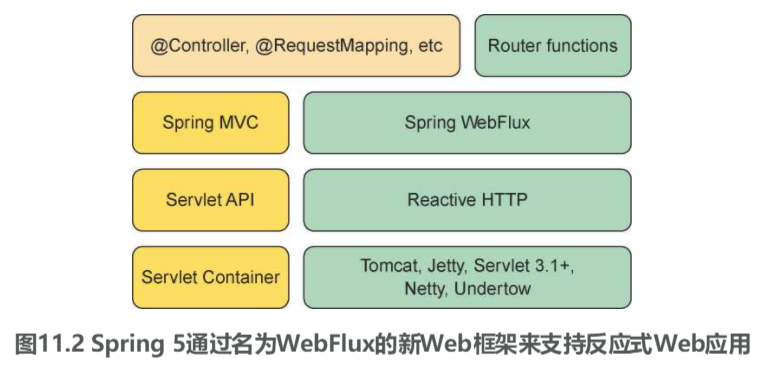 @Controller, @RequestMapping, etc
Router functions
Spring MVC
Spring WebFlux
Servlet API
Reactive HTTP
Servlet Container
Tomcat, Jetty, Servlet 3.1+,
Netty, Undertow
图11.2 Spring 5通过名为WebFlux的新Web框架来支持反应式Web应用